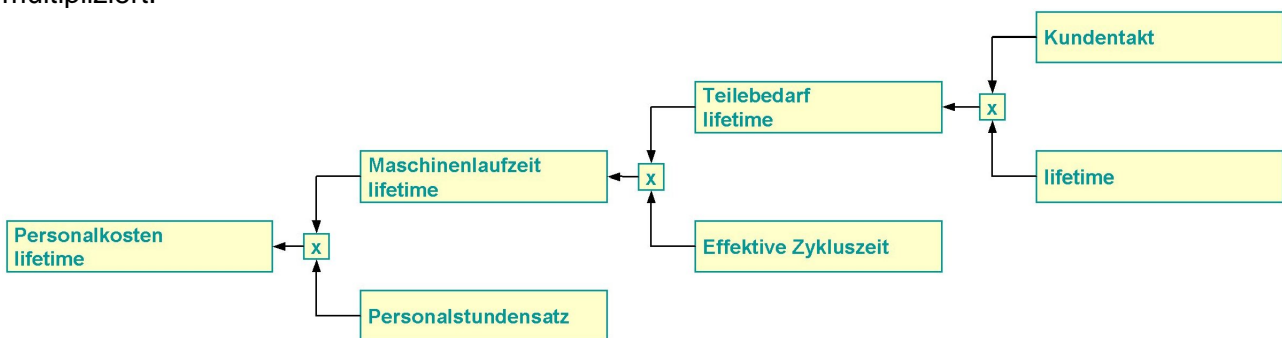 multipliziert.
Kundentakt
Teilebedarf
lifetime
x
Maschinenlaufzeit
lifetime
x
lifetime
Personalkosten
lifetime
x
Effektive Zykluszeit
Personalstundensatz